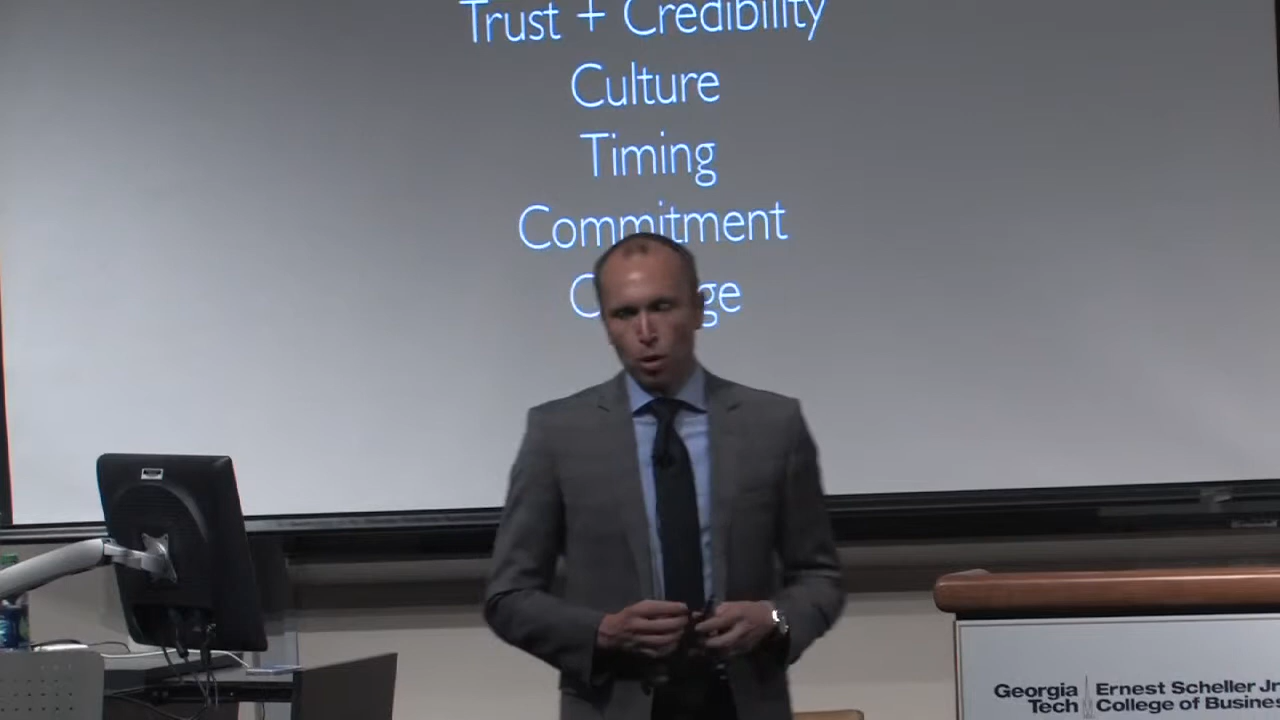 Trust + Credibility
Culture
Timing
Commitment
Georgia Tech
Ernest Scheller Jr
College of Busines